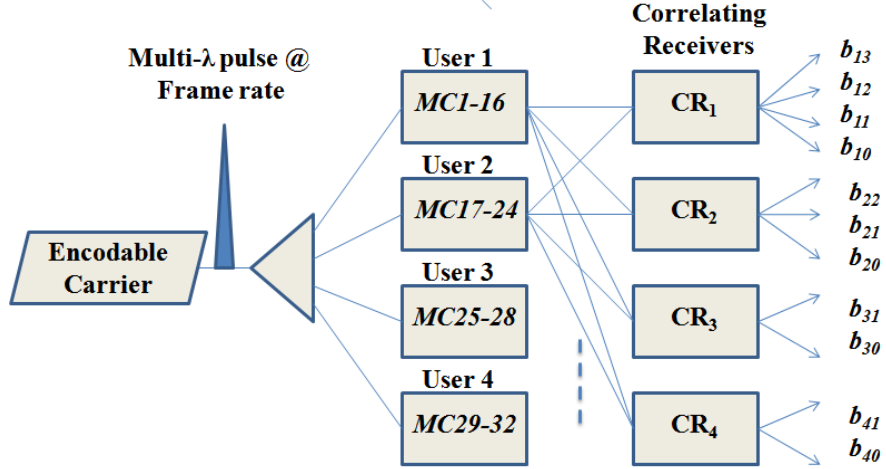 Correlating
Receivers
Multi-λ pulse @
Frame rate
User 1
MC1-16
User 2
MC17-24
User 3
MC25-28
User 4
MC29-32
Encodable
Carrier
CR₁
CR₂
CR₃
CR₄
b₁₃
b₁₂
b₁₁
b₁₀
b₂₂
b₂₁
b₂₀
b₃₁
b₃₀
b₄₁
b₄₀